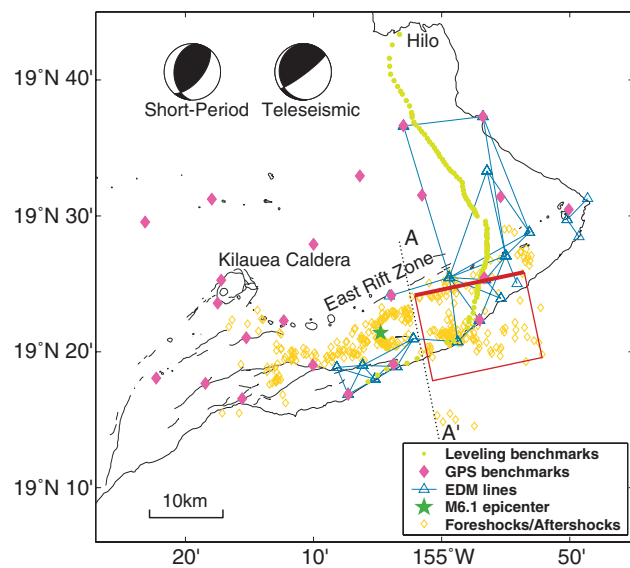 Hilo
19°N 40'
Short-Period
Teleseismic
19°N 30'
A
Kilauea Caldera
East Rift Zone
19°N 20'
A'
19°N 10'
10km
Leveling benchmarks
GPS benchmarks
EDM lines
M6.1 epicenter
Foreshocks/Aftershocks
20'
10'
155°W
50'